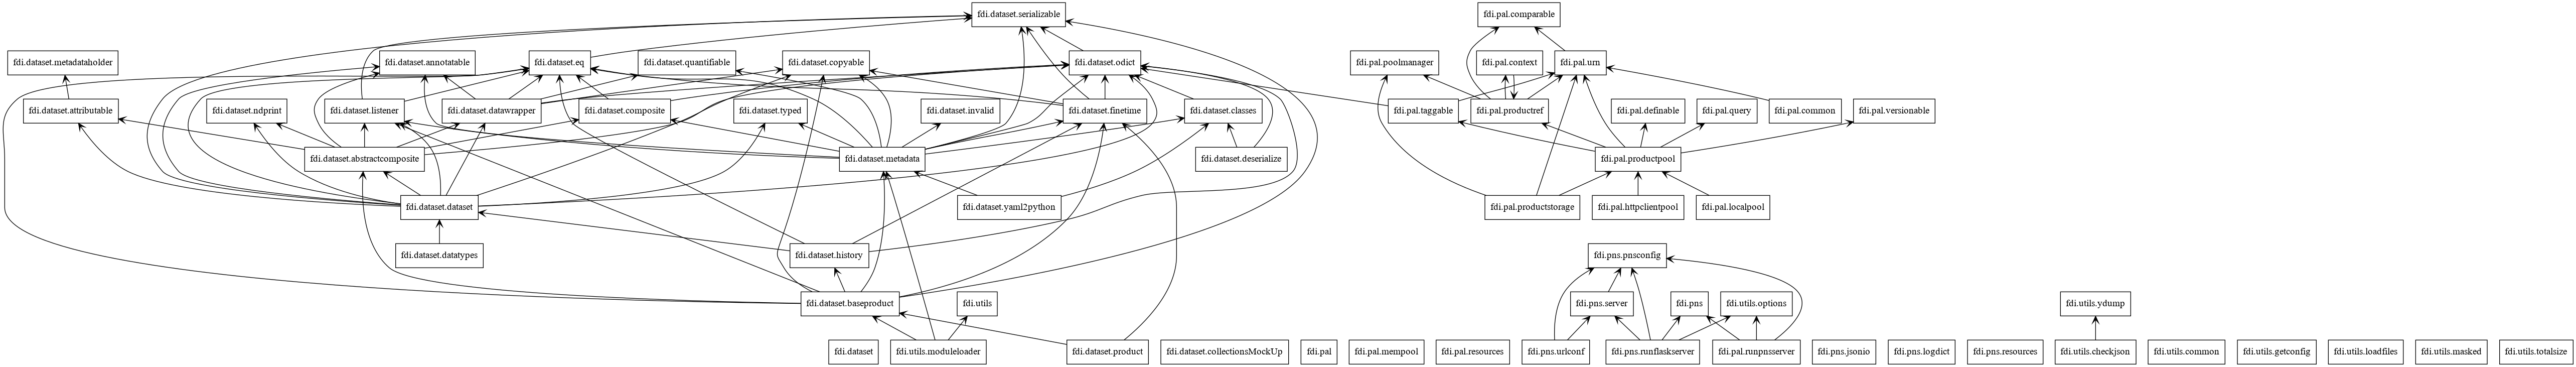 fdi.dataset.serializable
fdi.pal.comparable
fdi.dataset.metadataholder
fdi.dataset.annotatable
fdi.dataset.eq
fdi.dataset.quantifiable
fdi.dataset.copyable
fdi.dataset.odict
fdi.pal.poolmanager
fdi.pal.context
fdi.pal.urn
fdi.dataset.attributable
fdi.dataset.ndprint
fdi.dataset.listener
fdi.dataset.datawrapper
fdi.dataset.composite
fdi.dataset.typed
fdi.dataset.invalid
fdi.dataset.finetime
fdi.dataset.classes
fdi.pal.taggable
fdi.pal.productref
fdi.pal.definable
fdi.pal.query
fdi.pal.common
fdi.pal.versionable
fdi.dataset.abstractcomposite
fdi.dataset.metadata
fdi.dataset.deserialize
fdi.pal.productpool
fdi.dataset.dataset
fdi.dataset.yaml2python
fdi.pal.productstorage
fdi.pal.httpclientpool
fdi.pal.localpool
fdi.dataset.datatypes
fdi.dataset.history
fdi.pns.pnsconfig
fdi.dataset.baseproduct
fdi.utils
fdi.pns.server
fdi.pns
fdi.utils.options
fdi.utils.ydump
fdi.dataset
fdi.utils.moduleloader
fdi.dataset.product
fdi.dataset.collectionsMockUp
fdi.pal
fdi.pal.mempool
fdi.pal.resources
fdi.pns.urlconf
fdi.pns.runflaskserver
fdi.pal.runpnsserver
fdi.pns.jsonio
fdi.pns.logdict
fdi.pns.resources
fdi.utils.checkjson
fdi.utils.common
fdi.utils.getconfig
fdi.utils.loadfiles
fdi.utils.masked
fdi.utils.totalsize